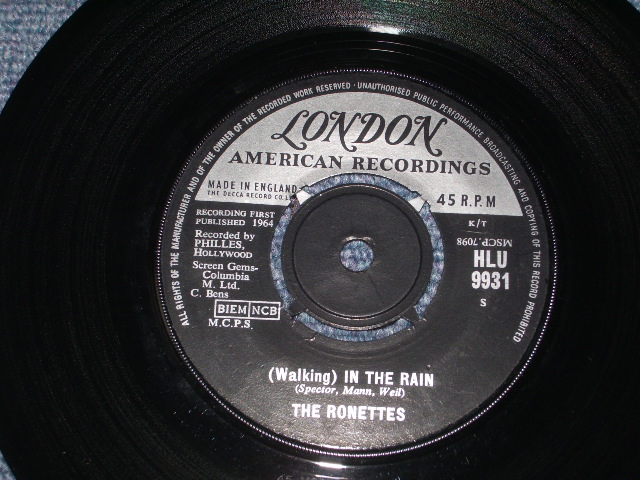 ALL RIGHTS OF THE MANUFACTURER AND OF THE OWNER OF THE RECORDED WORK RESERVED · UNAUTHORISED PUBLIC PERFORMANCE BROADCASTING AND COPYING OF THIS RECORD PROHIBITED
LONDON
AMERICAN RECORDINGS
MADE IN ENGLAND
THE DECCA RECORD CO. L
45 R.P.M
RECORDING FIRST
PUBLISHED 1964
K/T
MSCP.7098
Recorded by
PHILLES,
HOLLYWOOD
HLU
9931
Screen Gems-
Columbia
M. Ltd.
C. Bens
S
BIEM NCB
M.C.P.S.
(Walking) IN THE RAIN
(Spector, Mann, Weil)
THE RONETTES